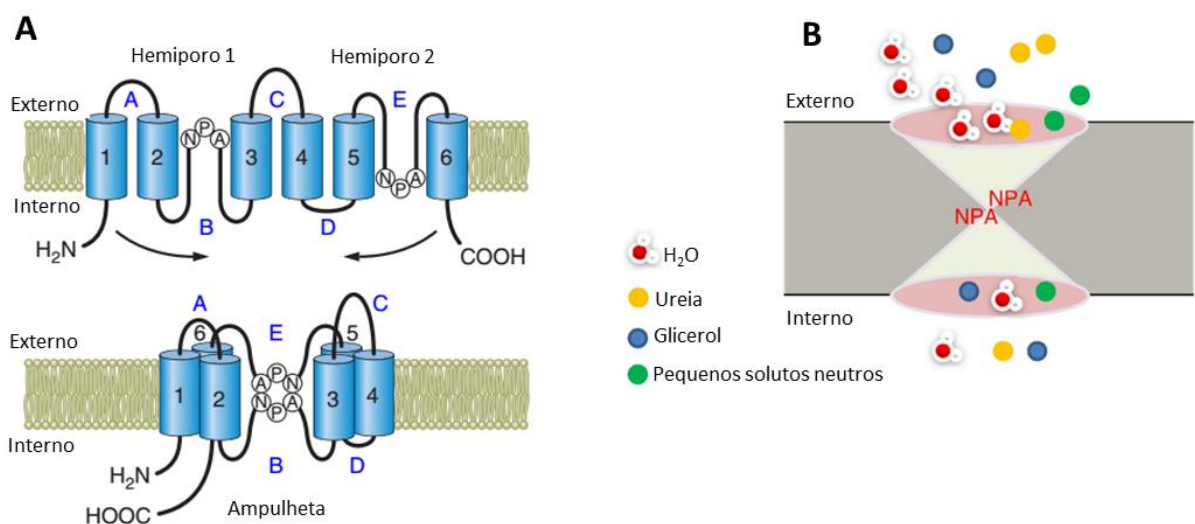 A
Hemiporo 1
Hemiporo 2
Externo
A
C
E
1
2
N P A
3
4
5
N P A
6
Interno
B
D
H₂N
COOH
A
C
6
E
5
Externo
1
2
A P N
N P A
3
4
Interno
H₂N
B
D
HOOC
Ampulheta
B
Externo
NPA
NPA
Interno
H₂O
Ureia
Glicerol
Pequenos solutos neutros